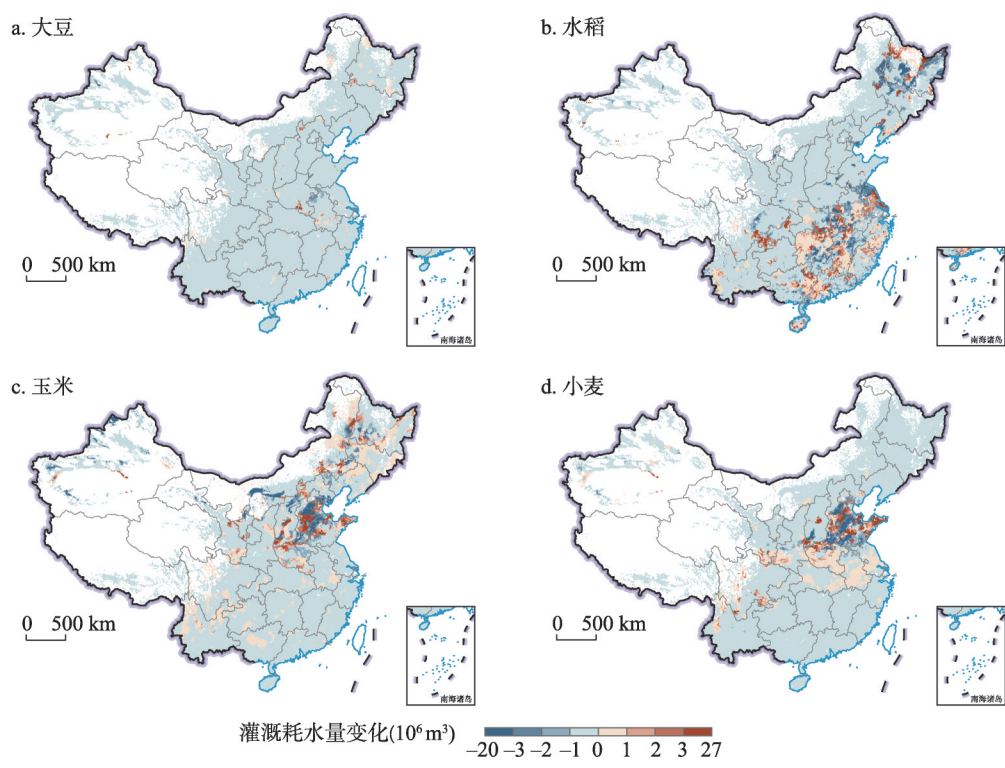 a. 大豆
b. 水稻
0 500 km
南海诸岛
0 500 km
南海诸岛
c. 玉米
d. 小麦
0 500 km
南海诸岛
0 500 km
南海诸岛
灌溉耗水量变化(10⁶ m³)
–20 –3 –2 –1 0 1 2 3 27